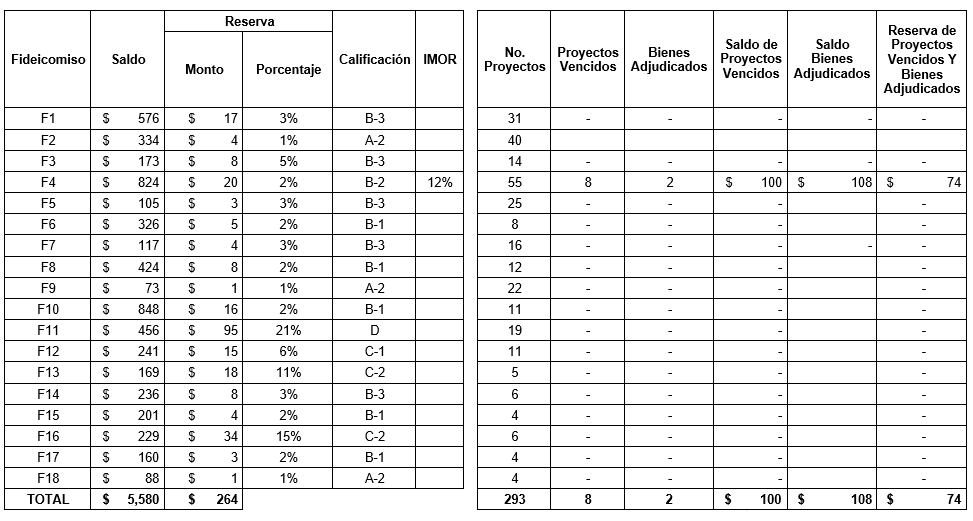 Fideicomiso Saldo Reserva Calificación IMOR No. Proyectos Proyectos Vencidos Bienes Adjudicados Saldo de Proyectos Vencidos Saldo Bienes Adjudicados Reserva de Proyectos Vencidos Y Bienes Adjudicados
Monto Porcentaje
F1 $ 576 $ 17 3% B-3 31 - - - - -
F2 $ 334 $ 4 1% A-2 40
F3 $ 173 $ 8 5% B-3 14 - - - - -
F4 $ 824 $ 20 2% B-2 12% 55 8 2 $ 100 $ 108 $ 74
F5 $ 105 $ 3 3% B-3 25 - - - -
F6 $ 326 $ 5 2% B-1 8 - - - -
F7 $ 117 $ 4 3% B-3 16 - - - - -
F8 $ 424 $ 8 2% B-1 12 - - - -
F9 $ 73 $ 1 1% A-2 22 - - - -
F10 $ 848 $ 16 2% B-1 11 - - - -
F11 $ 456 $ 95 21% D 19 - - - -
F12 $ 241 $ 15 6% C-1 11 - - - -
F13 $ 169 $ 18 11% C-2 5 - - - -
F14 $ 236 $ 8 3% B-3 6 - - - -
F15 $ 201 $ 4 2% B-1 4 - - - -
F16 $ 229 $ 34 15% C-2 6 - - - -
F17 $ 160 $ 3 2% B-1 4 - - - -
F18 $ 88 $ 1 1% A-2 4 - - - -
TOTAL $ 5,580 $ 264 293 8 2 $ 100 $ 108 $ 74